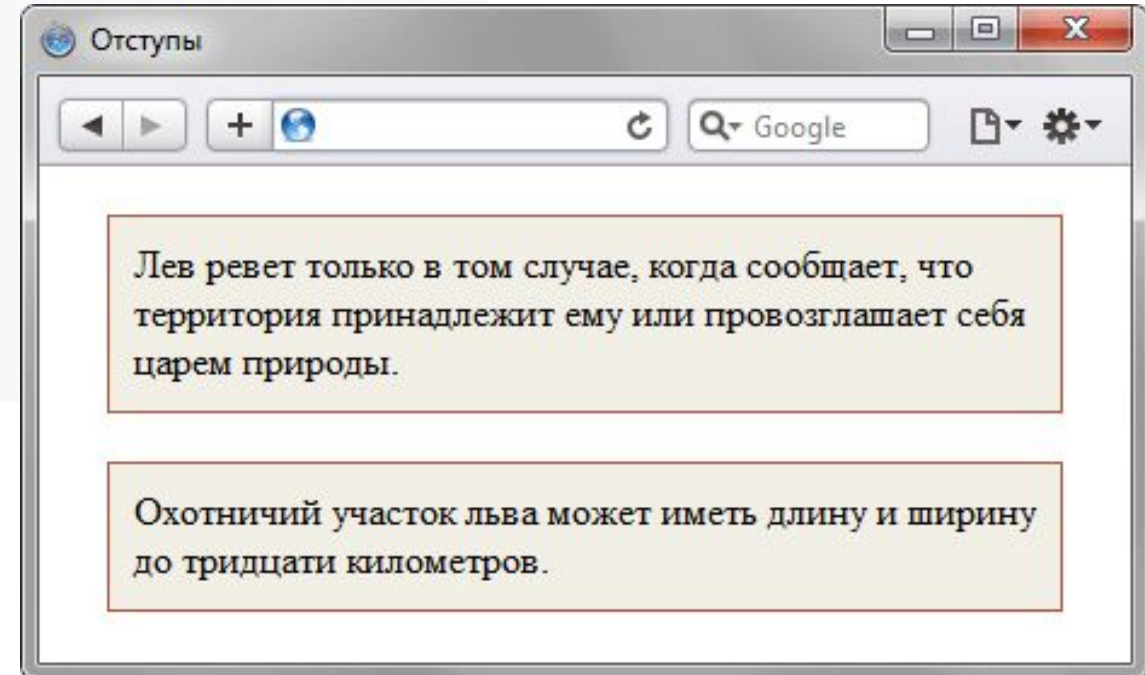 Отступы
Google
Лев ревет только в том случае, когда сообщает, что
территория принадлежит ему или провозглашает себя
царем природы.
Охотничий участок льва может иметь длину и ширину
до тридцати километров.